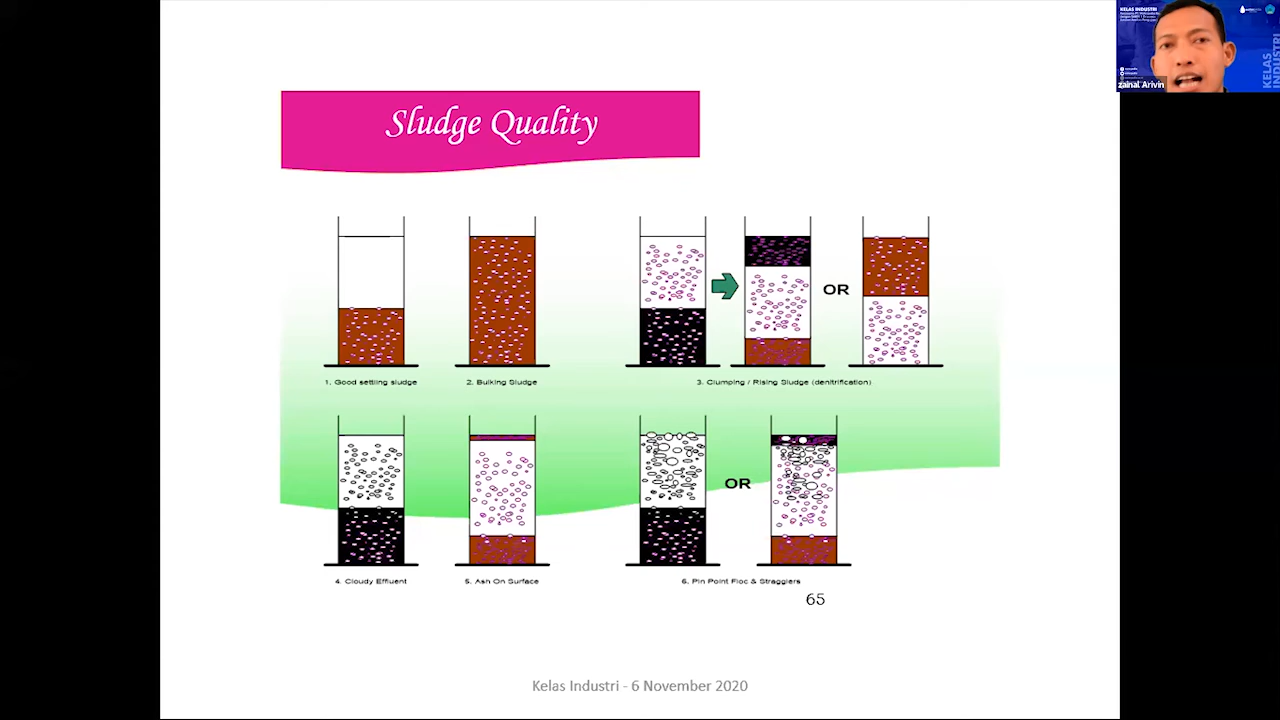 KELAS INDUSTRI
zainal Arivin
KELAS
INDUSTRI
Sludge Quality
OR
1. Good settling sludge
2. Bulking Sludge
3. Clumping / Rising Sludge (denitrification)
OR
4. Cloudy Effluent
5. Ash On Surface
6. Pin Point Floc & Stragglers
65
Kelas Industri - 6 November 2020